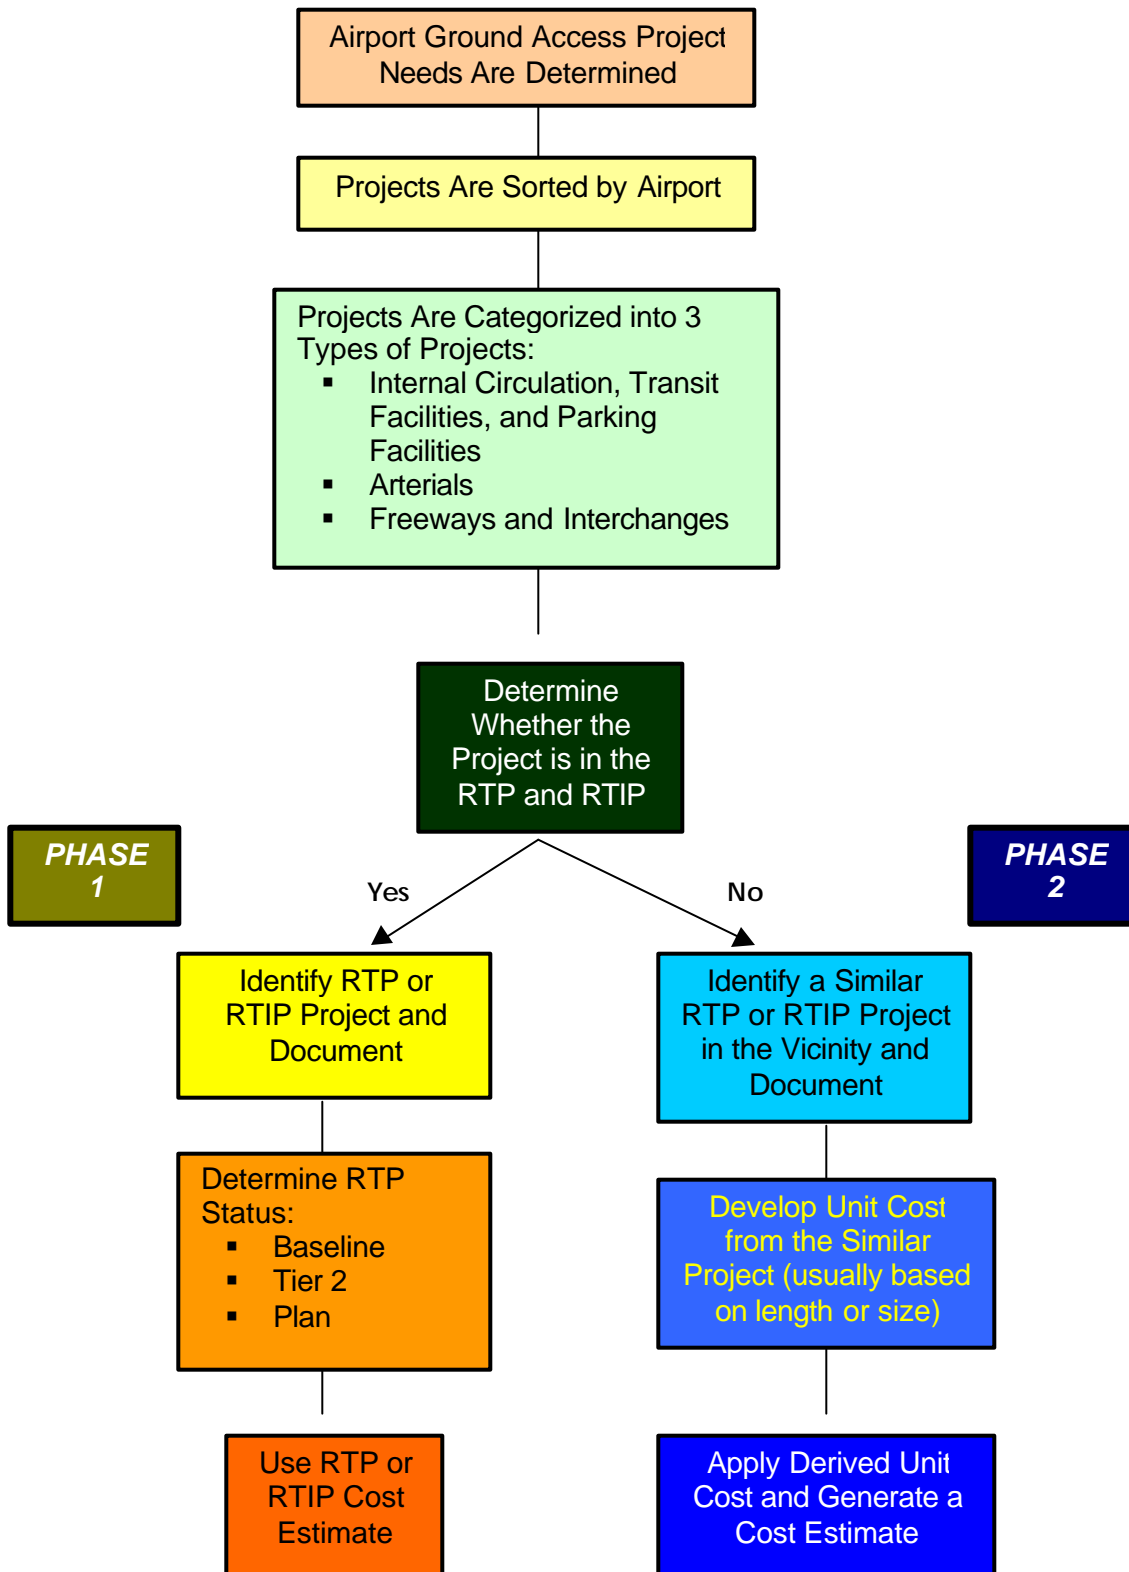 Airport Ground Access Project
Needs Are Determined
Projects Are Sorted by Airport
Projects Are Categorized into 3
Types of Projects:
▪ Internal Circulation, Transit
Facilities, and Parking
Facilities
▪ Arterials
▪ Freeways and Interchanges
Determine
Whether the
Project is in the
RTP and RTIP
PHASE
1
PHASE
2
Yes
No
Identify RTP or
RTIP Project and
Document
Identify a Similar
RTP or RTIP Project
in the Vicinity and
Document
Determine RTP
Status:
▪ Baseline
▪ Tier 2
▪ Plan
Develop Unit Cost
from the Similar
Project (usually based
on length or size)
Use RTP or
RTIP Cost
Estimate
Apply Derived Unit
Cost and Generate a
Cost Estimate